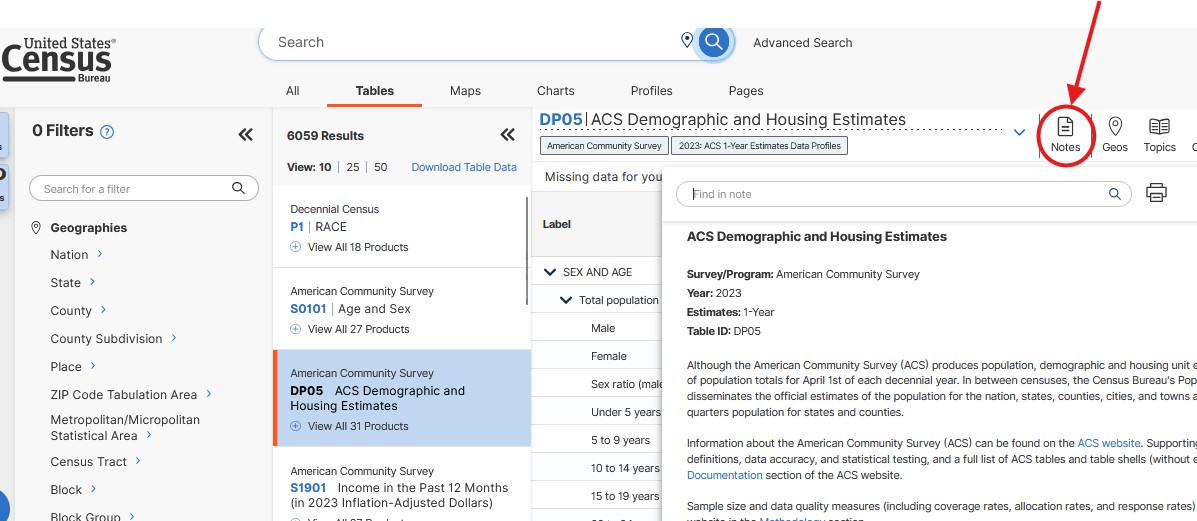 United States®
Census
Bureau
Search
Advanced Search
All
Tables
Maps
Charts
Profiles
Pages
0 Filters ?
Search for a filter
Geographies
Nation
State
County
County Subdivision
Place
ZIP Code Tabulation Area
Metropolitan/Micropolitan
Statistical Area
Census Tract
Block
Block Group
6059 Results
View: 10 | 25 | 50
Download Table Data
Decennial Census
P1 | RACE
View All 18 Products
American Community Survey
S0101 | Age and Sex
View All 27 Products
American Community Survey
DP05 ACS Demographic and
Housing Estimates
View All 31 Products
American Community Survey
S1901 Income in the Past 12 Months
(in 2023 Inflation-Adjusted Dollars)
DP05 | ACS Demographic and Housing Estimates
American Community Survey
2023: ACS 1-Year Estimates Data Profiles
Notes
Geos
Topics
Missing data for you
Label
SEX AND AGE
Total population
Male
Female
Sex ratio (male
Under 5 years
5 to 9 years
10 to 14 years
15 to 19 years
Find in note
ACS Demographic and Housing Estimates
Survey/Program: American Community Survey
Year: 2023
Estimates: 1-Year
Table ID: DP05
Although the American Community Survey (ACS) produces population, demographic and housing unit e
of population totals for April 1st of each decennial year. In between censuses, the Census Bureau's Pop
disseminates the official estimates of the population for the nation, states, counties, cities, and towns a
quarters population for states and counties.
Information about the American Community Survey (ACS) can be found on the ACS website. Supporting
definitions, data accuracy, and statistical testing, and a full list of ACS tables and table shells (without e
Documentation section of the ACS website.
Sample size and data quality measures (including coverage rates, allocation rates, and response rates)
website in the Methodology section.